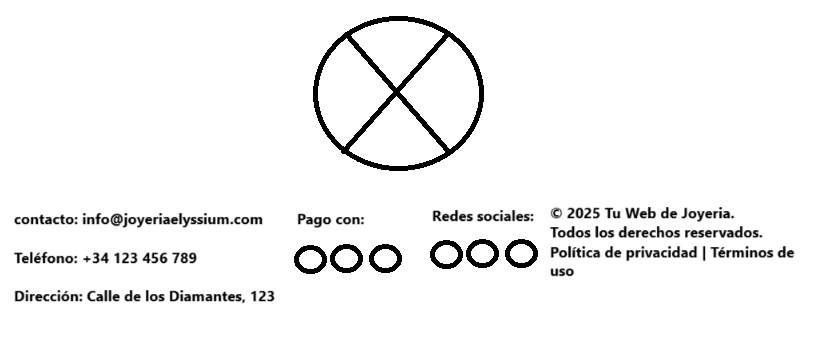 contacto: info@joyeriaelyssium.com
Teléfono: +34 123 456 789
Dirección: Calle de los Diamantes, 123
Pago con:
Redes sociales:
© 2025 Tu Web de Joyeria.
Todos los derechos reservados.
Política de privacidad | Términos de
uso